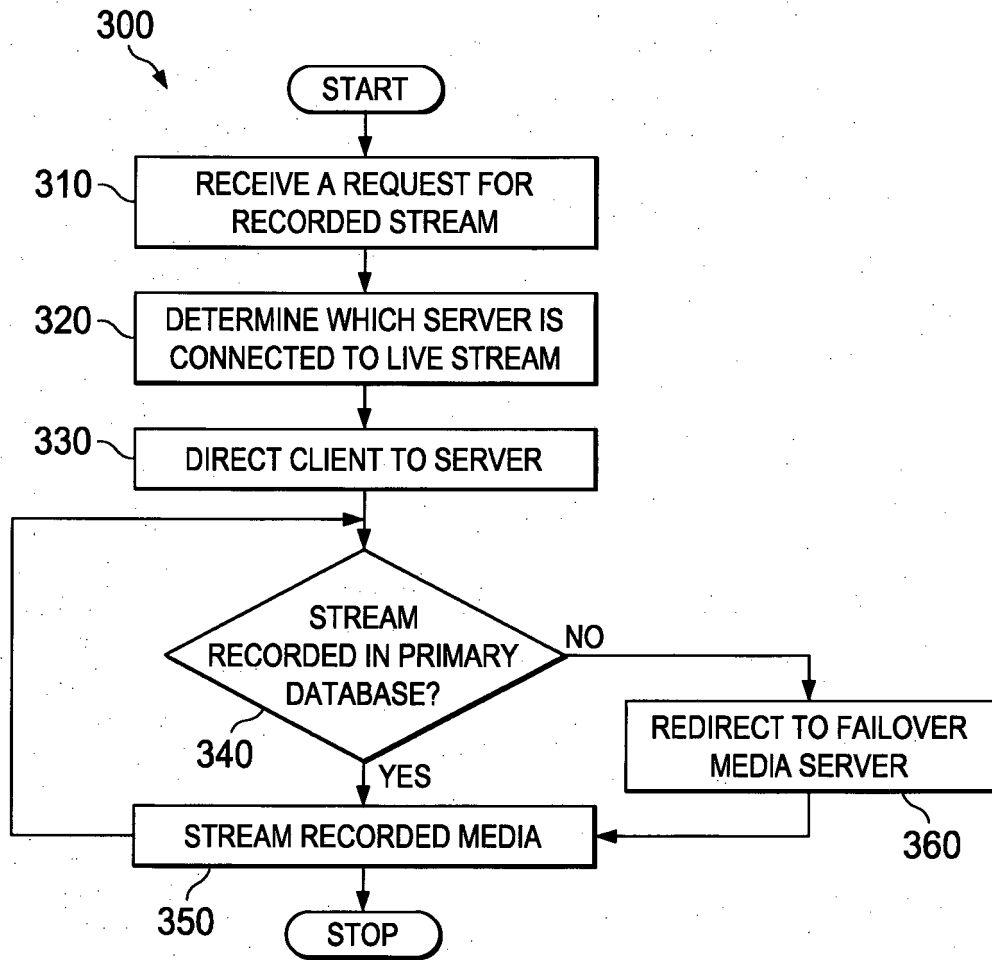 300
START
310
RECEIVE A REQUEST FOR
RECORDED STREAM
320
DETERMINE WHICH SERVER IS
CONNECTED TO LIVE STREAM
330
DIRECT CLIENT TO SERVER
STREAM
RECORDED IN PRIMARY
DATABASE?
NO
340
YES
REDIRECT TO FAILOVER
MEDIA SERVER
360
STREAM RECORDED MEDIA
350
STOP